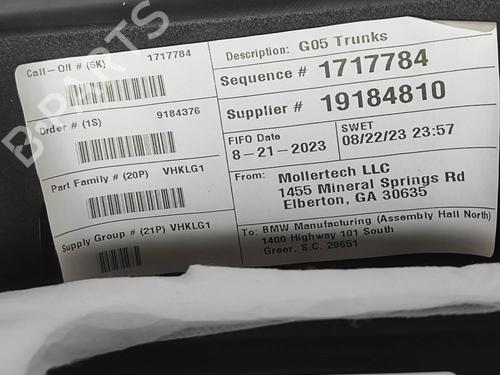 Call-Off # (6K) 1717784
Order # (1S) 9184376
Part Family # (20P) VHKLG1
Supply Group # (21P) VHKLG1
Description: G05 Trunks
Sequence # 1717784
Supplier # 19184810
FIFO Date
8-21-2023
SWET
08/22/23 23:57
From: Mollertech LLC
1455 Mineral Springs Rd
Elberton, GA 30635
To: BMW Manufacturing (Assembly Hall North)
1400 Highway 101 South
Greer, S.C. 29651
B-PARTS